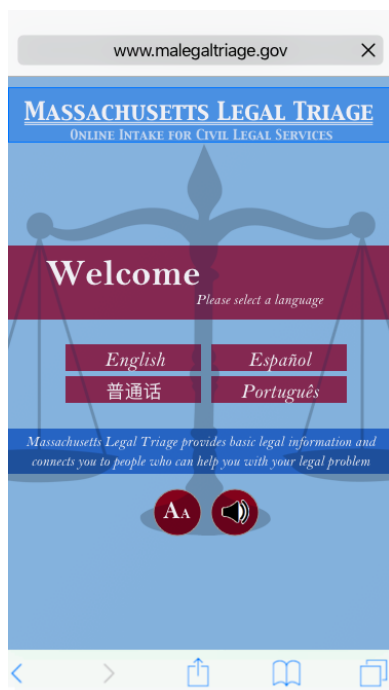 www.malegaltriage.gov
Massachusetts Legal Triage
Online Intake for Civil Legal Services
Welcome
Please select a language
English Español
普通话 Português
Massachusetts Legal Triage provides basic legal information and
connects you to people who can help you with your legal problem
AA